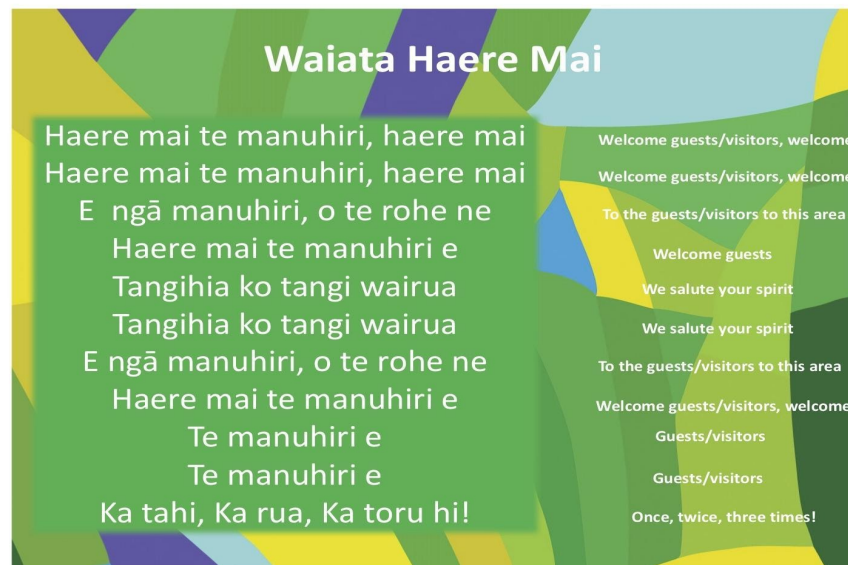 Waiata Haere Mai
Haere mai te manuhiri, haere mai
Haere mai te manuhiri, haere mai
E ngā manuhiri, o te rohe ne
Haere mai te manuhiri e
Tangihia ko tangi wairua
Tangihia ko tangi wairua
E ngā manuhiri, o te rohe ne
Haere mai te manuhiri e
Te manuhiri e
Te manuhiri e
Ka tahi, Ka rua, Ka toru hi!
Welcome guests/visitors, welcome
Welcome guests/visitors, welcome
To the guests/visitors to this area
Welcome guests
We salute your spirit
We salute your spirit
To the guests/visitors to this area
Welcome guests/visitors, welcome
Guests/visitors
Guests/visitors
Once, twice, three times!